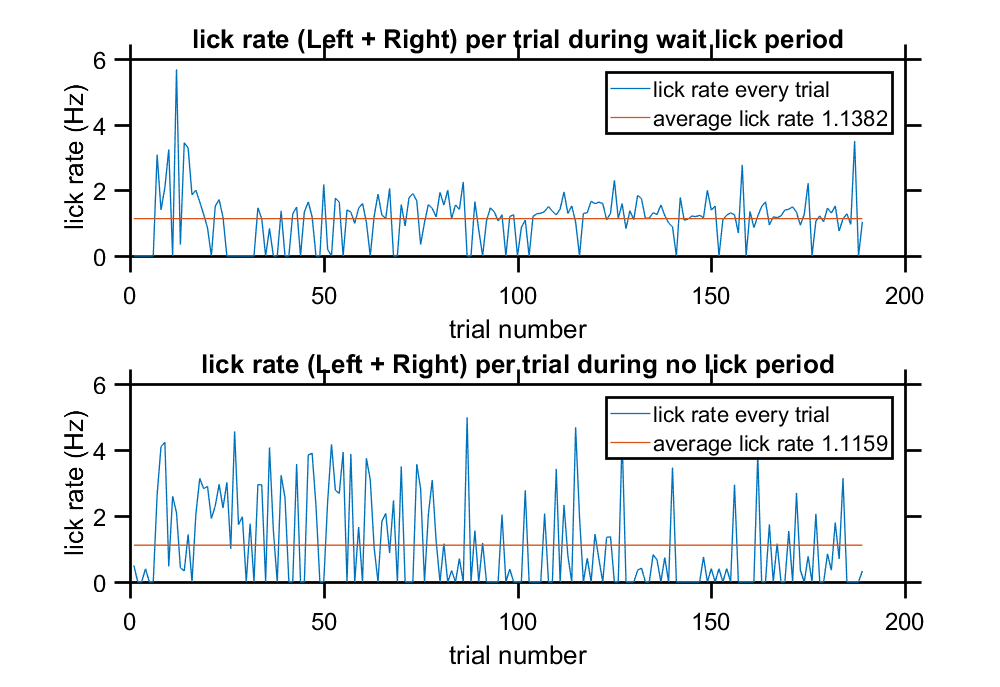 lick rate (Left + Right) per trial during wait lick period
lick rate (Hz)
6
4
2
0
lick rate every trial
average lick rate 1.1382
0 50 100 150 200
trial number
lick rate (Left + Right) per trial during no lick period
lick rate (Hz)
6
4
2
0
lick rate every trial
average lick rate 1.1159
0 50 100 150 200
trial number